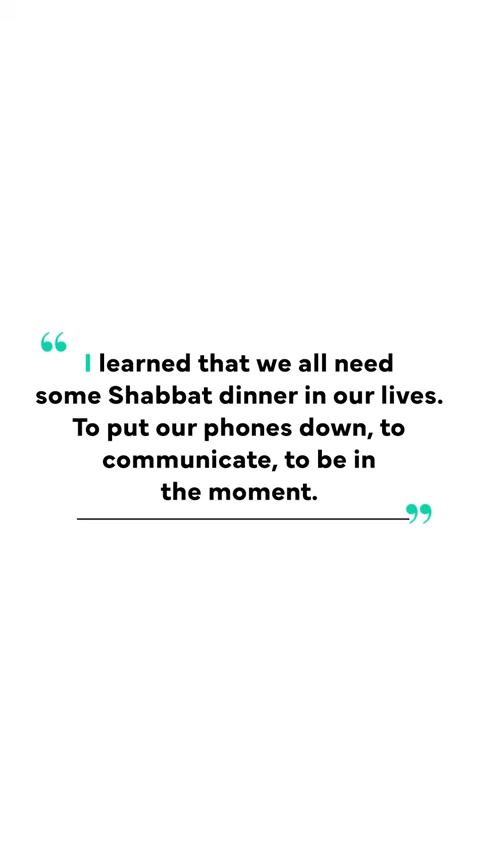 “ I learned that we all need
some Shabbat dinner in our lives.
To put our phones down, to
communicate, to be in
the moment. ”